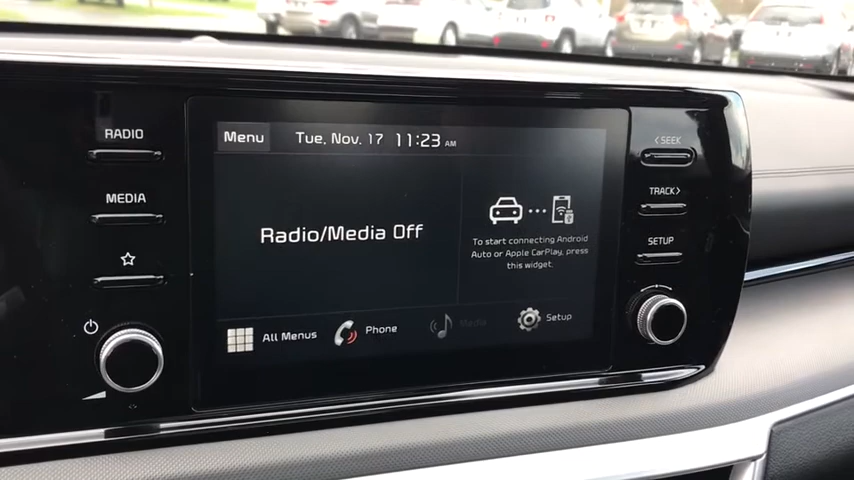 RADIO
MEDIA
Menu
Tue, Nov. 17 11:23 AM
Radio/Media Off
To start connecting Android
Auto or Apple CarPlay, press
this widget.
All Menus
Phone
Media
Setup
< SEEK
TRACK >
SETUP